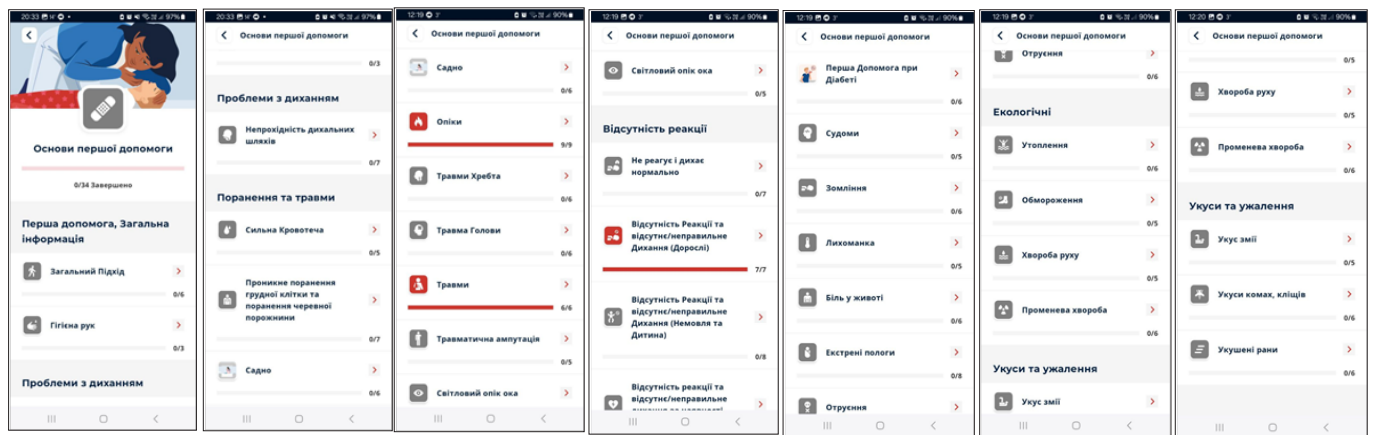 20:33
97%
Основи першої допомоги
0/34 Завершено
Перша допомога, Загальна
інформація
Загальний Підхід
0/6
Гігієна рук
0/3
Проблеми з диханням
20:33
97%
Основи першої допомоги
0/3
Проблеми з диханням
Непрохідність дихальних
шляхів
0/7
Поранення та травми
Сильна Кровотеча
0/5
Проникне поранення
грудної клітки та
поранення черевної
порожнини
0/7
Садно
0/6
12:19
90%
Основи першої допомоги
Садно
0/6
Опіки
9/9
Травми Хребта
0/6
Травма Голови
0/6
Травми
6/6
Травматична ампутація
0/5
Світловий опік ока
12:19
90%
Основи першої допомоги
Світловий опік ока
0/5
Відсутність реакції
Не реагує і дихає
нормально
0/7
Відсутність Реакції та
відсутнє/неправильне
Дихання (Дорослі)
7/7
Відсутність Реакції та
відсутнє/неправильне
Дихання (Немовля та
Дитина)
0/8
Відсутність реакції та
відсутнє/неправильне
12:19
90%
Основи першої допомоги
Перша Допомога при
Діабеті
0/6
Судоми
0/5
Зомління
0/6
Лихоманка
0/5
Біль у животі
0/6
Екстрені пологи
0/8
Отруєння
12:19
90%
Основи першої допомоги
Отруєння
0/6
Екологічні
Утоплення
0/6
Обмороження
0/5
Хвороба руху
0/5
Променева хвороба
0/6
Укуси та ужалення
Укус змії
12:20
90%
Основи першої допомоги
0/5
Хвороба руху
0/5
Променева хвороба
0/6
Укуси та ужалення
Укус змії
0/5
Укуси комах, кліщів
0/6
Укушені рани
0/6